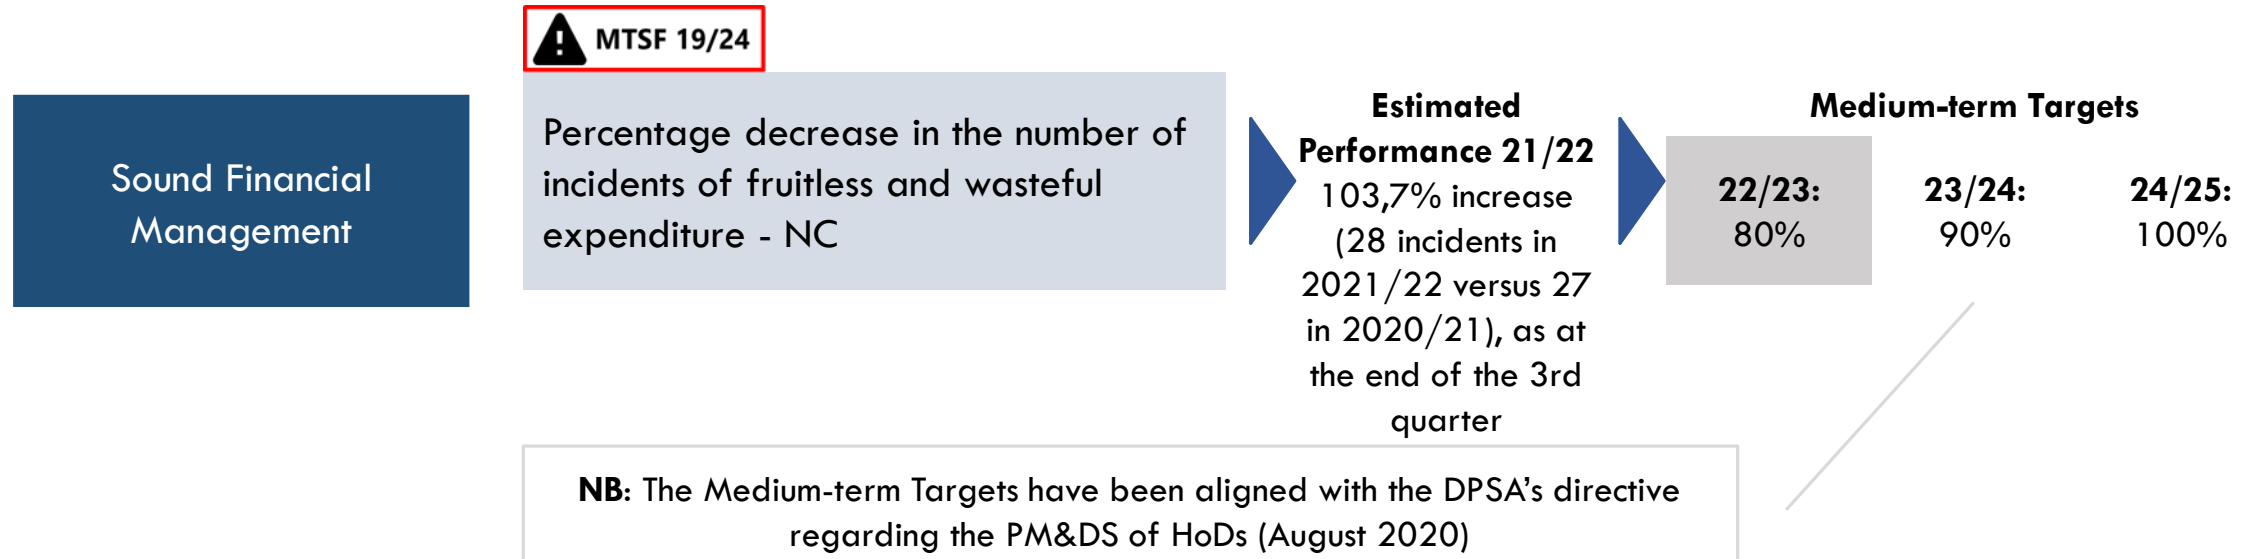 MTSF 19/24
Sound Financial
Management
Percentage decrease in the number of
incidents of fruitless and wasteful
expenditure - NC
Estimated
Performance 21/22
103,7% increase
(28 incidents in
2021/22 versus 27
in 2020/21), as at
the end of the 3rd
quarter
Medium-term Targets
22/23:
80%
23/24:
90%
24/25:
100%
NB: The Medium-term Targets have been aligned with the DPSA’s directive
regarding the PM&DS of HoDs (August 2020)